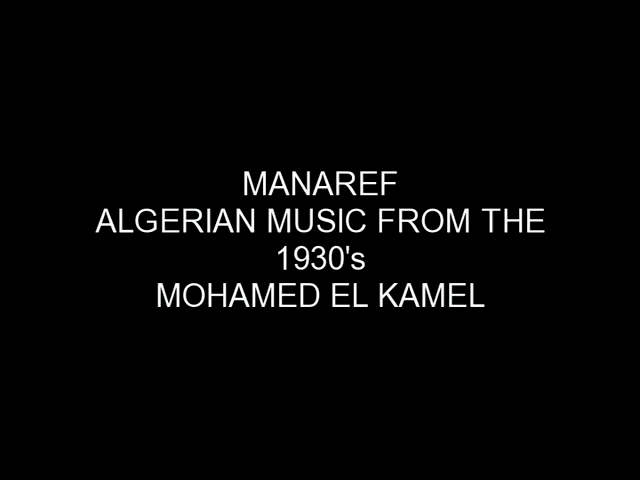 MANAREF
ALGERIAN MUSIC FROM THE
1930's
MOHAMED EL KAMEL